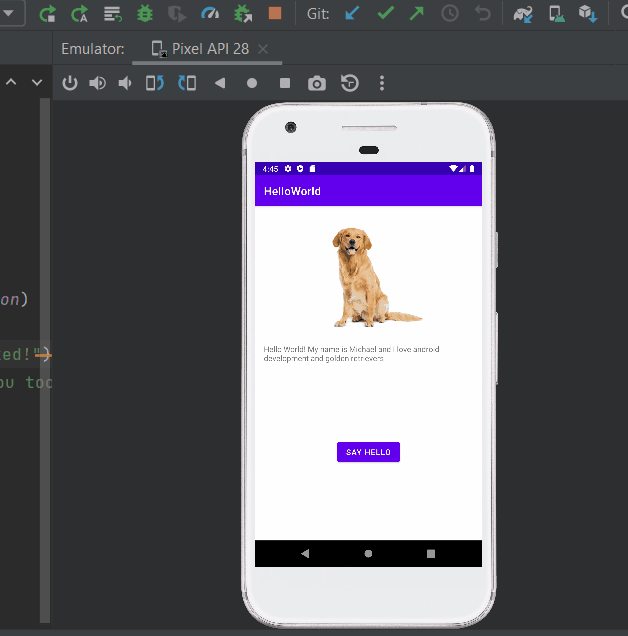 Git:
Emulator:
Pixel API 28
4:45
HelloWorld
on)
ed!")
ou too
Hello World! My name is Michael and I love android
development and golden retrievers
SAY HELLO